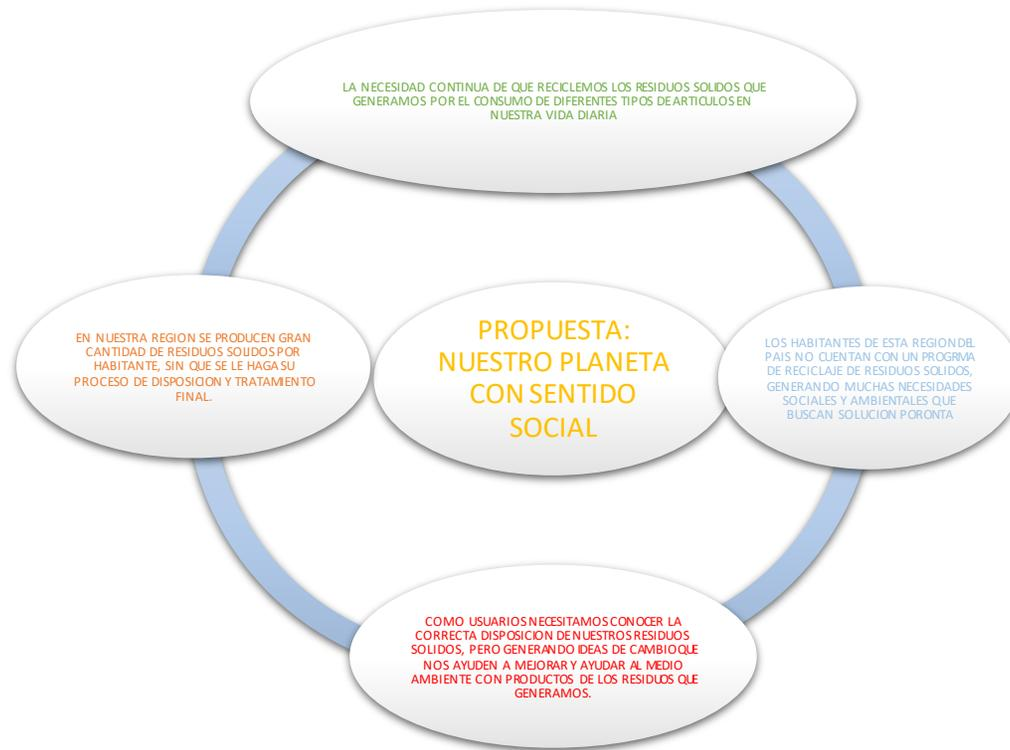 LA NECESIDAD CONTINUA DE QUE RECICLEMOS LOS RESIDUOS SOLIDOS QUE
GENERAMOS POR EL CONSUMO DE DIFERENTES TIPOS DE ARTICULOS EN
NUESTRA VIDA DIARIA
EN NUESTRA REGION SE PRODUCEN GRAN
CANTIDAD DE RESIDUOS SOLIDOS POR
HABITANTE, SIN QUE SE LE HAGA SU
PROCESO DE DISPOSICION Y TRATAMIENTO
FINAL.
PROPUESTA:
NUESTRO PLANETA
CON SENTIDO
SOCIAL
LOS HABITANTES DE ESTA REGION DEL
PAIS NO CUENTAN CON UN PROGRMA
DE RECICLAJE DE RESIDUOS SOLIDOS,
GENERANDO MUCHAS NECESIDADES
SOCIALES Y AMBIENTALES QUE
BUSCAN SOLUCION PORONTA
COMO USUARIOS NECESITAMOS CONOCER LA
CORRECTA DISPOSICION DE NUESTROS RESIDUOS
SOLIDOS, PERO GENERANDO IDEAS DE CAMBIO QUE
NOS AYUDEN A MEJORAR Y AYUDAR AL MEDIO
AMBIENTE CON PRODUCTOS DE LOS RESIDUOS QUE
GENERAMOS.